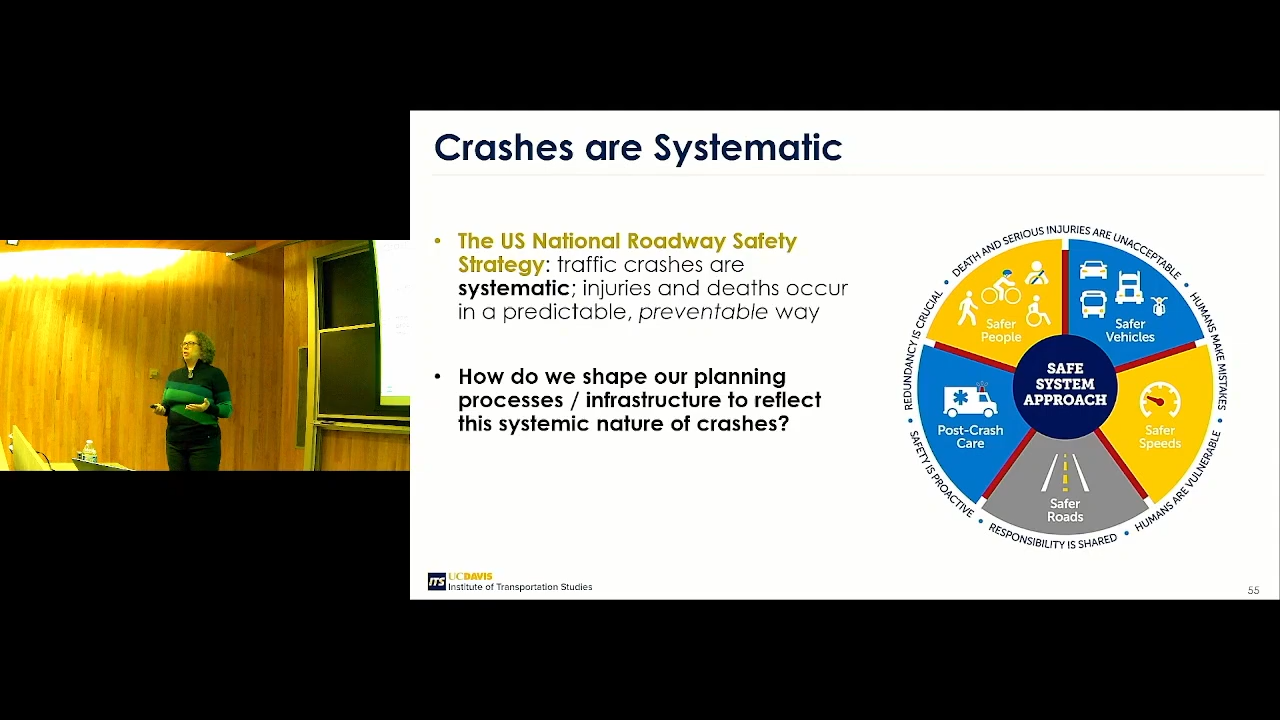 Crashes are Systematic
• The US National Roadway Safety
Strategy: traffic crashes are
systematic; injuries and deaths occur
in a predictable, preventable way
• How do we shape our planning
processes / infrastructure to reflect
this systemic nature of crashes?
DEATH AND SERIOUS INJURIES ARE UNACCEPTABLE
HUMANS MAKE MISTAKES
HUMANS ARE VULNERABLE
RESPONSIBILITY IS SHARED
SAFETY IS PROACTIVE
REDUNDANCY IS CRUCIAL
Safer
People
Safer
Vehicles
SAFE
SYSTEM
APPROACH
Post-Crash
Care
Safer
Speeds
Safer
Roads
ITS UCDAVIS
Institute of Transportation Studies
55